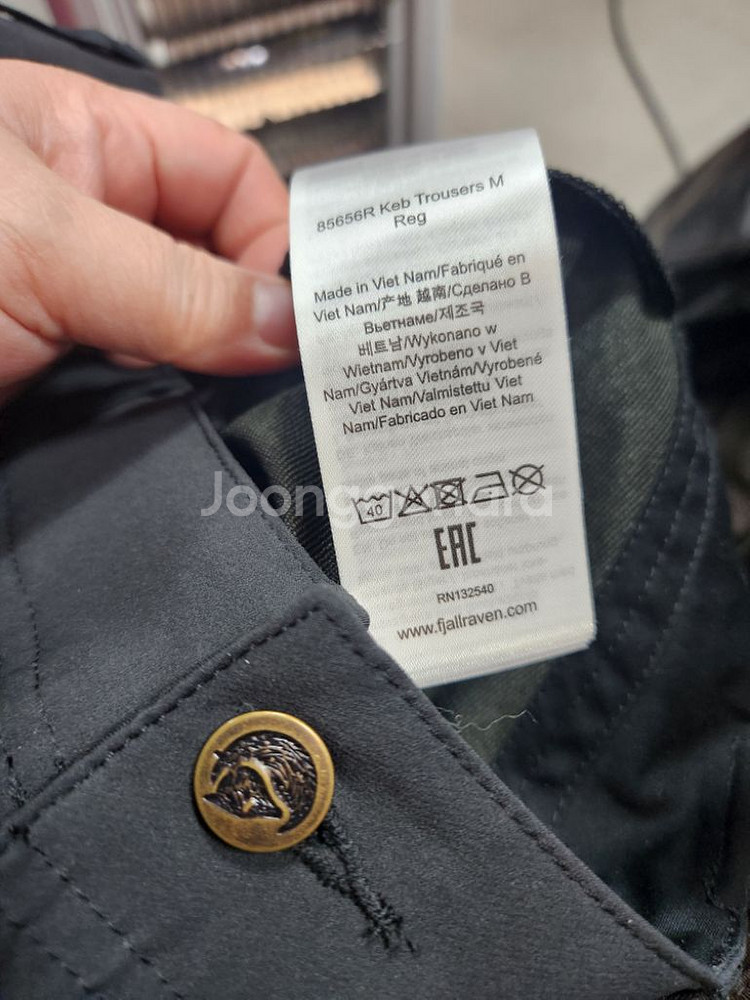 85656R Keb Trousers M
Reg
Made in Viet Nam/Fabriqué en
Viet Nam/产地 越南/Сделано В
Вьетнаме/제조국
베트남/Wykonano w
Wietnam/Vyrobeno v Viet
Nam/Gyártva Vietnám/Vyrobené
Viet Nam/Valmistettu Viet
Nam/Fabricado en Viet Nam
40
Joongonara
EAC
RN132540
www.fjallraven.com